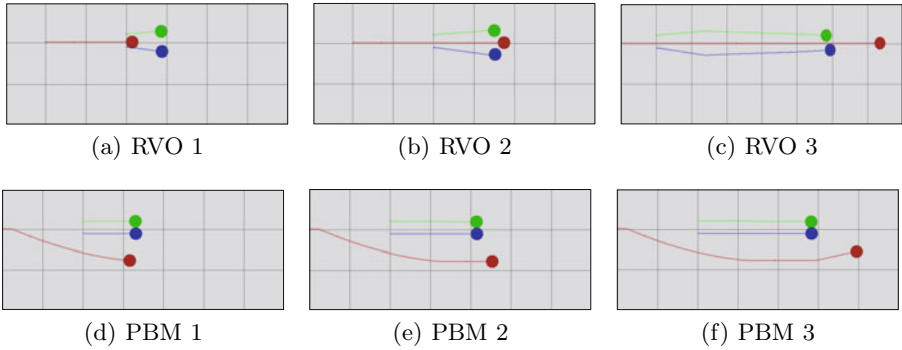 (a) RVO 1 (b) RVO 2 (c) RVO 3
(d) PBM 1 (e) PBM 2 (f) PBM 3